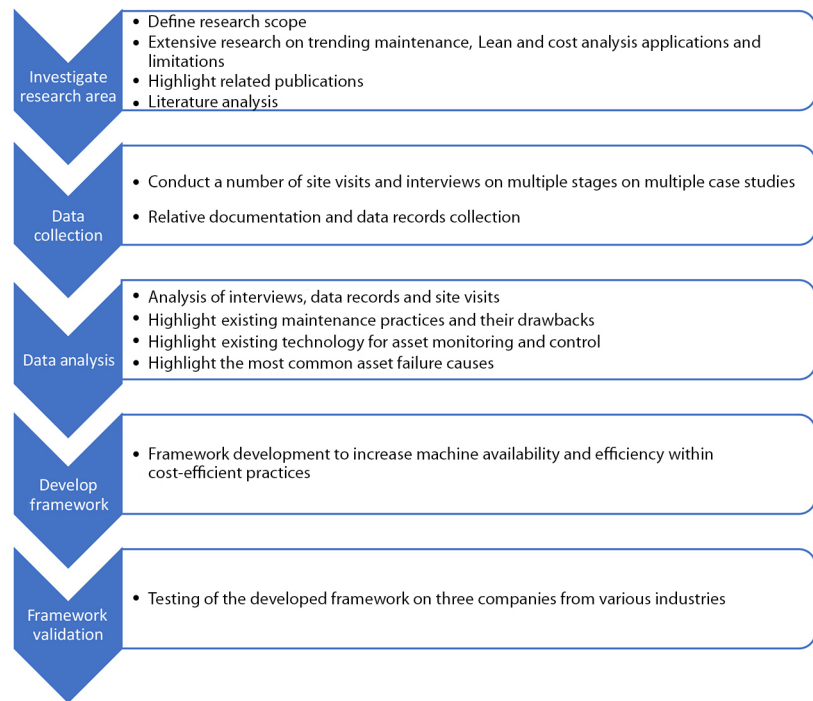 Investigate
research area
• Define research scope
• Extensive research on trending maintenance, Lean and cost analysis applications and
limitations
• Highlight related publications
• Literature analysis
Data
collection
• Conduct a number of site visits and interviews on multiple stages on multiple case studies
• Relative documentation and data records collection
Data analysis
• Analysis of interviews, data records and site visits
• Highlight existing maintenance practices and their drawbacks
• Highlight existing technology for asset monitoring and control
• Highlight the most common asset failure causes
Develop
framework
• Framework development to increase machine availability and efficiency within
cost-efficient practices
Framework
validation
• Testing of the developed framework on three companies from various industries